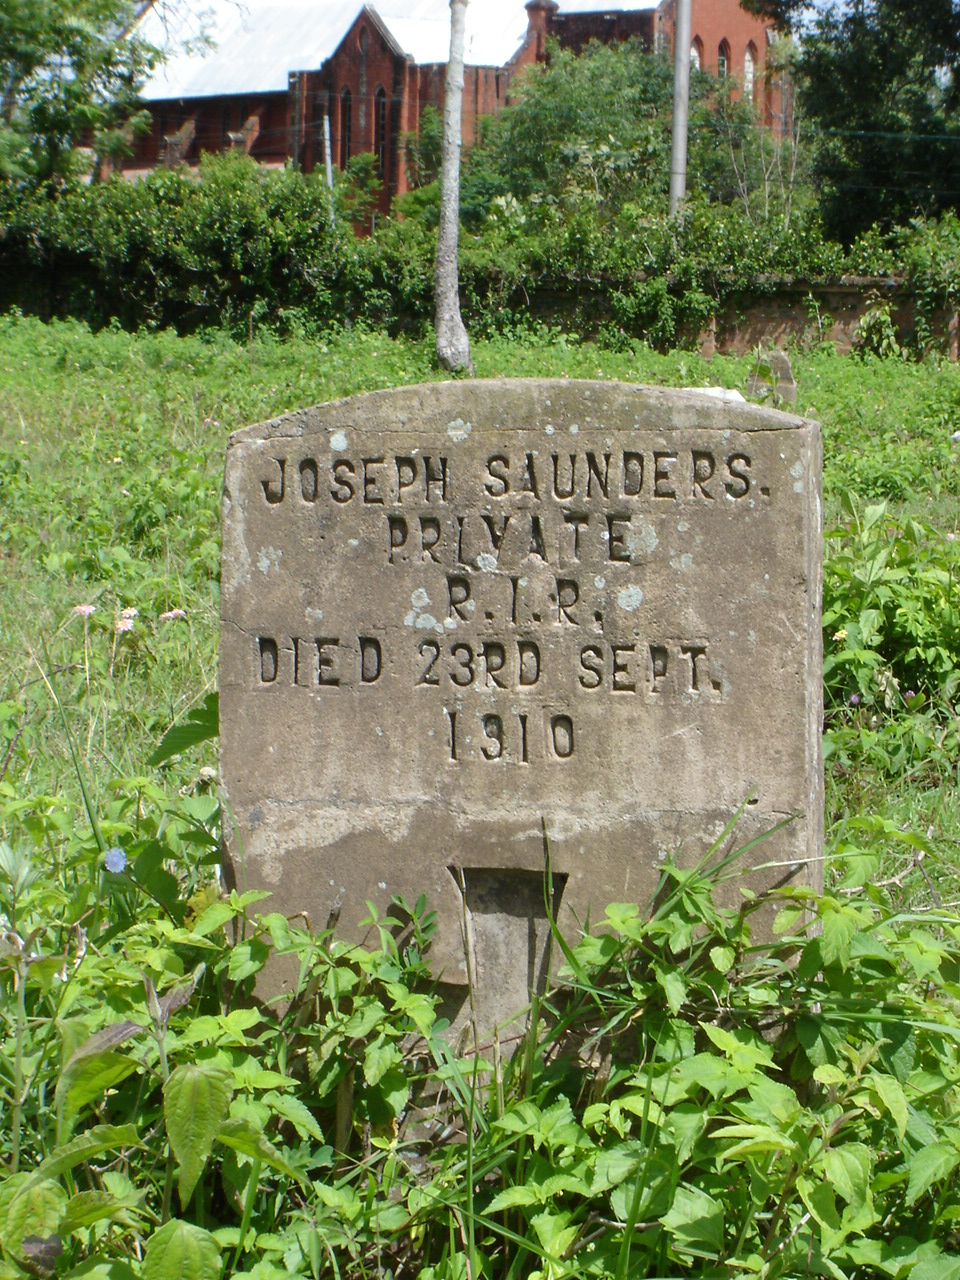 JOSEPH SAUNDERS.
PRIVATE
R.I.R.
DIED 23RD SEPT.
1910